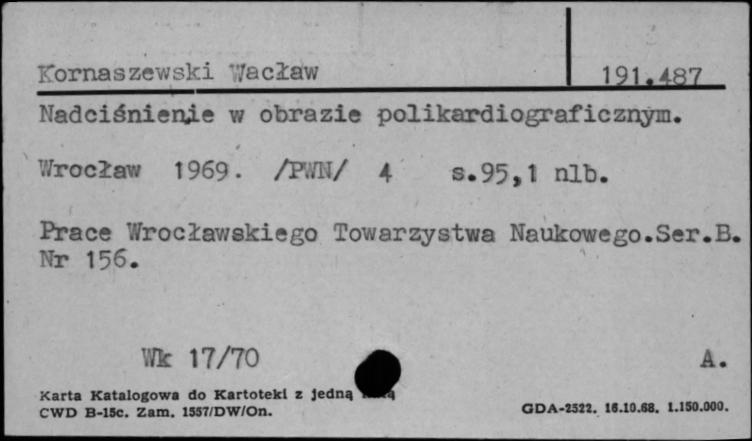 Kornaszewski Wacław 191.487
Nadciśnienie w obrazie polikardiograficznym.
Wrocław 1969. /PWN/ 4 s.95,1 nlb.
Prace Wrocławskiego Towarzystwa Naukowego.Ser.B.
Nr 156.
Wk 17/70 A.
Karta Katalogowa do Kartoteki z jedną
CWD B-15c. Zam. 1557/DW/On. GDA-2522. 16.10.68. 1.150.000.